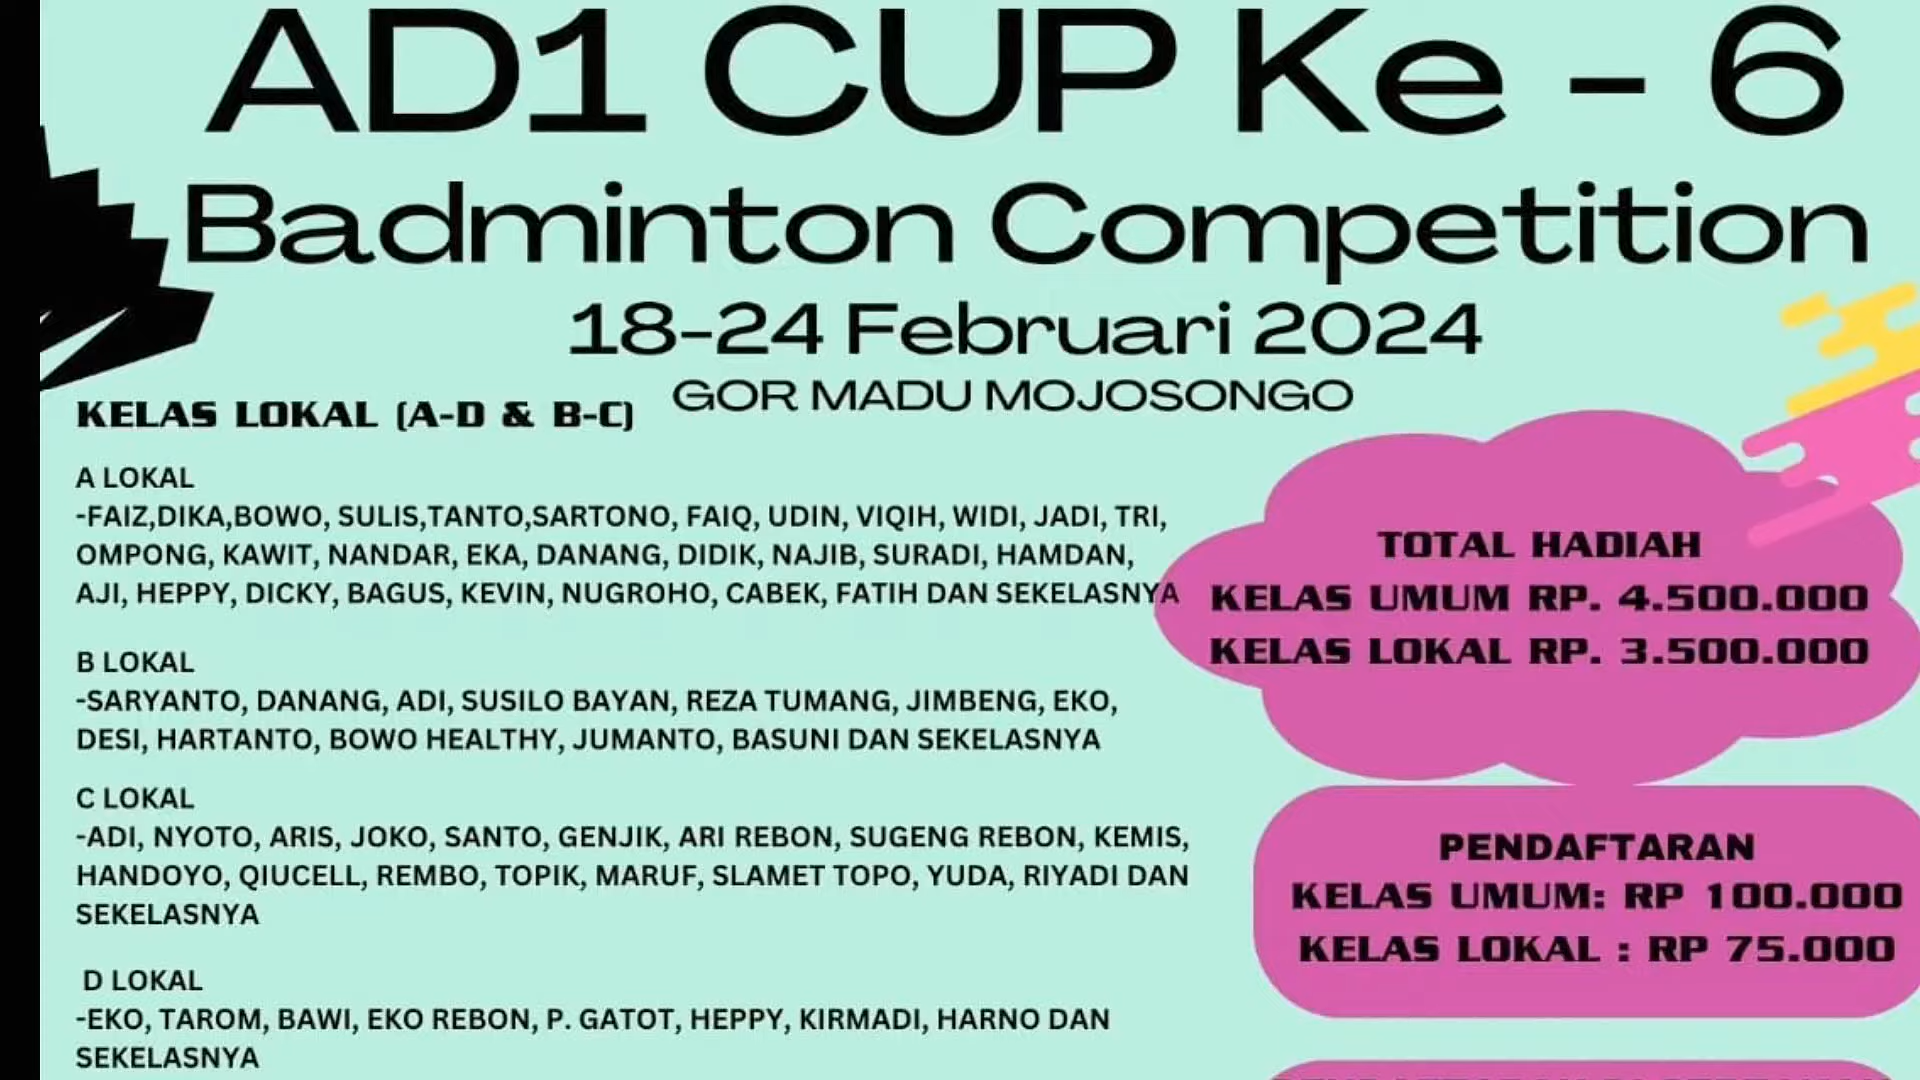 AD1 CUP Ke - 6
Badminton Competition
18-24 Februari 2024
GOR MADU MOJOSONGO
KELAS LOKAL (A-D & B-C)
A LOKAL
-FAIZ,DIKA,BOWO, SULIS,TANTO,SARTONO, FAIQ, UDIN, VIQIH, WIDI, JADI, TRI,
OMPONG, KAWIT, NANDAR, EKA, DANANG, DIDIK, NAJIB, SURADI, HAMDAN,
AJI, HEPPY, DICKY, BAGUS, KEVIN, NUGROHO, CABEK, FATIH DAN SEKELASNYA
B LOKAL
-SARYANTO, DANANG, ADI, SUSILO BAYAN, REZA TUMANG, JIMBENG, EKO,
DESI, HARTANTO, BOWO HEALTHY, JUMANTO, BASUNI DAN SEKELASNYA
C LOKAL
-ADI, NYOTO, ARIS, JOKO, SANTO, GENJIK, ARI REBON, SUGENG REBON, KEMIS,
HANDOYO, QIUCELL, REMBO, TOPIK, MARUF, SLAMET TOPO, YUDA, RIYADI DAN
SEKELASNYA
D LOKAL
-EKO, TAROM, BAWI, EKO REBON, P. GATOT, HEPPY, KIRMADI, HARNO DAN
SEKELASNYA
TOTAL HADIAH
KELAS UMUM RP. 4.500.000
KELAS LOKAL RP. 3.500.000
PENDAFTARAN
KELAS UMUM: RP 100.000
KELAS LOKAL : RP 75.000